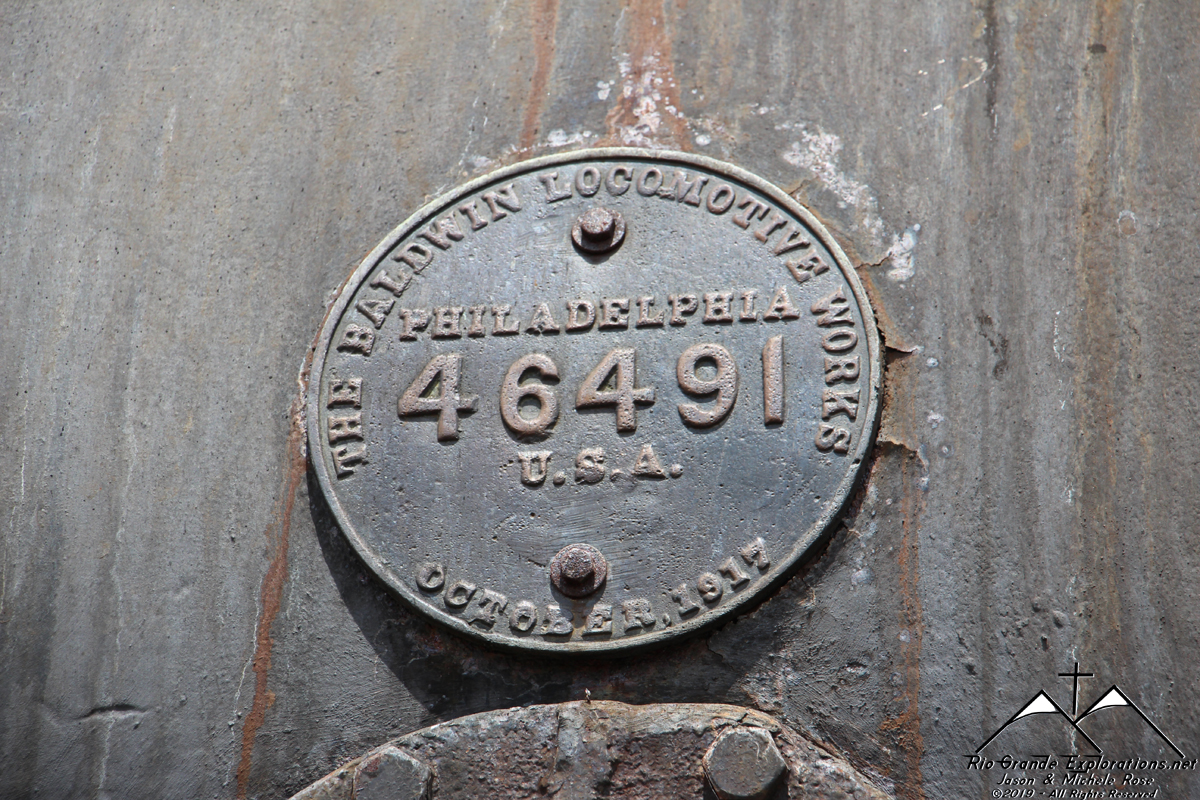 THE BALDWIN LOCOMOTIVE WORKS
PHILADELPHIA
46491
U.S.A.
OCTOBER, 1917
Rio Grande Explorations.net
Jason & Michele Rose
©2019 - All Rights Reserved